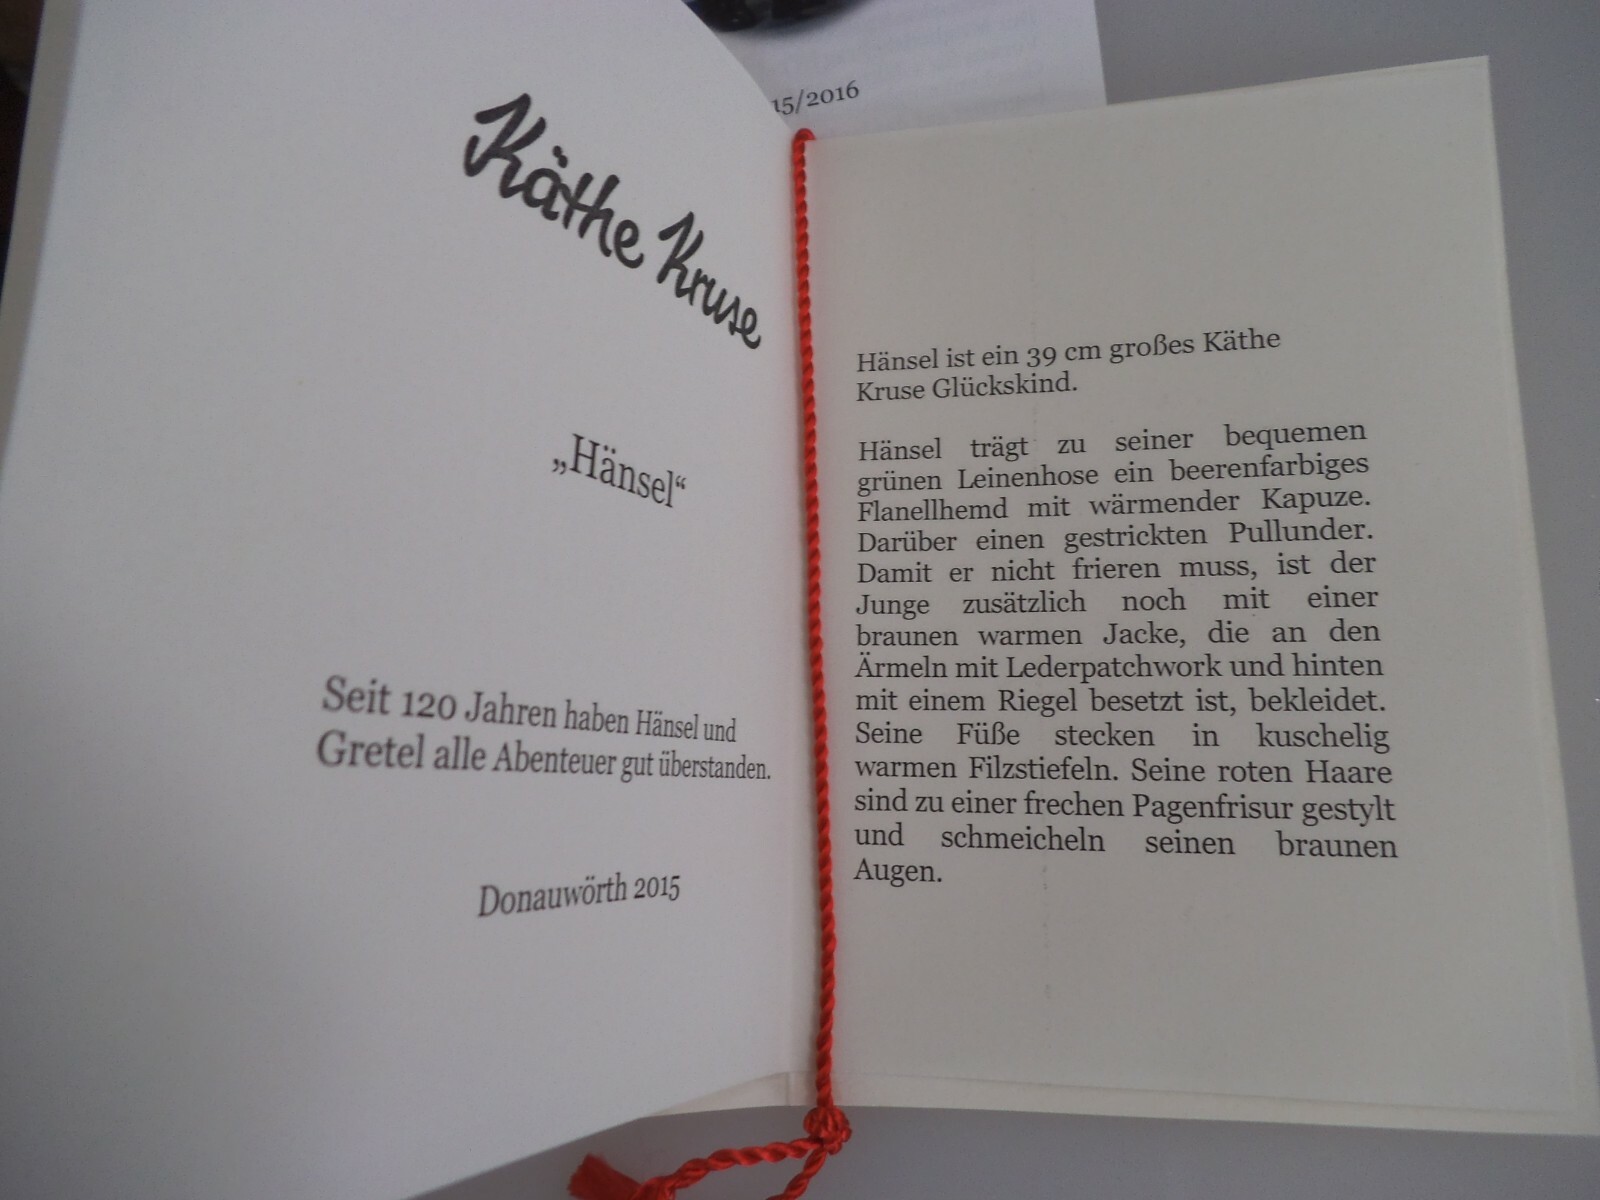 Käthe Kruse
„Hänsel“
Seit 120 Jahren haben Hänsel und
Gretel alle Abenteuer gut überstanden.
Donauwörth 2015
15/2016
Hänsel ist ein 39 cm großes Käthe
Kruse Glückskind.
Hänsel trägt zu seiner bequemen
grünen Leinenhose ein beerenfarbiges
Flanellhemd mit wärmender Kapuze.
Darüber einen gestrickten Pullunder.
Damit er nicht frieren muss, ist der
Junge zusätzlich noch mit einer
braunen warmen Jacke, die an den
Ärmeln mit Lederpatchwork und hinten
mit einem Riegel besetzt ist, bekleidet.
Seine Füße stecken in kuschelig
warmen Filzstiefeln. Seine roten Haare
sind zu einer frechen Pagenfrisur gestylt
und schmeicheln seinen braunen
Augen.